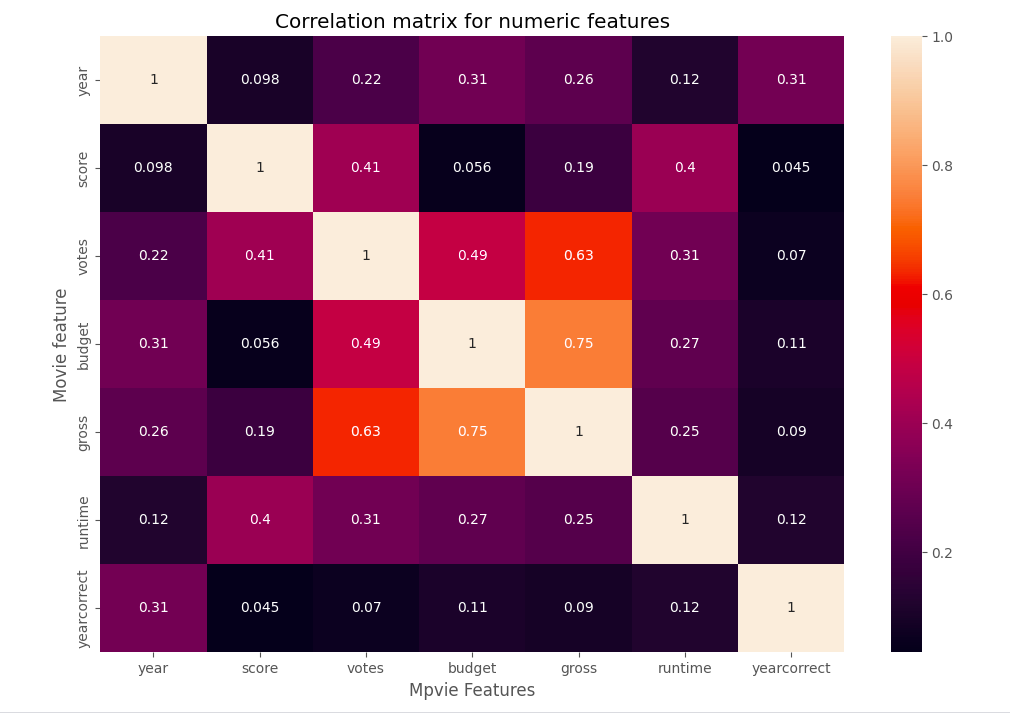 Correlation matrix for numeric features
Movie feature
year 1 0.098 0.22 0.31 0.26 0.12 0.31
score 0.098 1 0.41 0.056 0.19 0.4 0.045
votes 0.22 0.41 1 0.49 0.63 0.31 0.07
budget 0.31 0.056 0.49 1 0.75 0.27 0.11
gross 0.26 0.19 0.63 0.75 1 0.25 0.09
runtime 0.12 0.4 0.31 0.27 0.25 1 0.12
yearcorrect 0.31 0.045 0.07 0.11 0.09 0.12 1
year score votes budget gross runtime yearcorrect
Mpvie Features
1.0
0.8
0.6
0.4
0.2